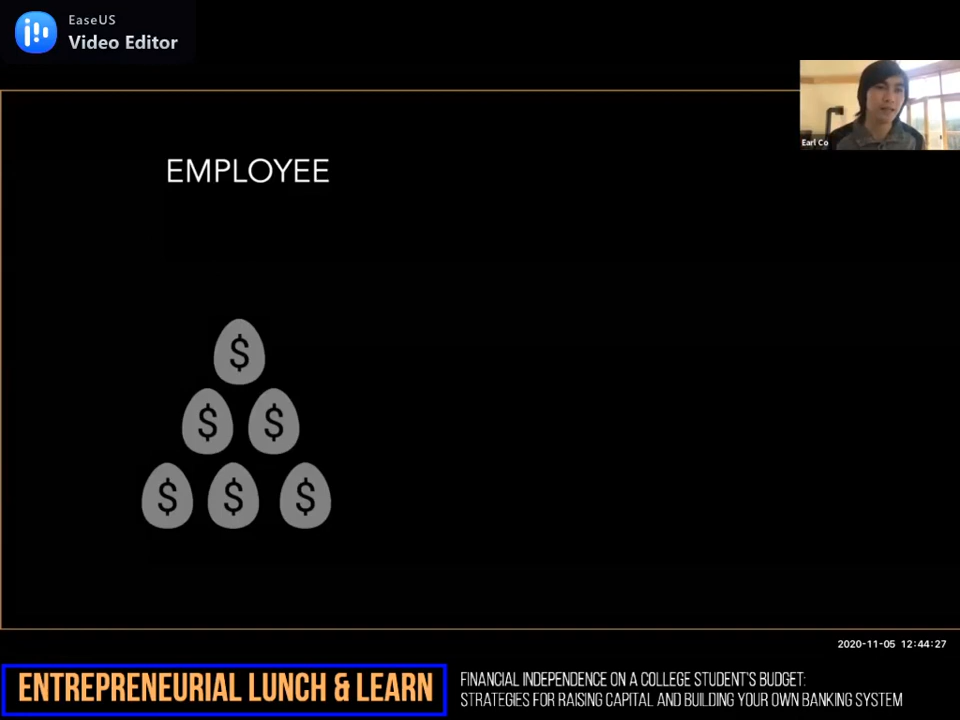 EaseUS
Video Editor
Earl Co
EMPLOYEE
$
$ $
$ $ $
2020-11-05 12:44:27
ENTREPRENEURIAL LUNCH & LEARN
FINANCIAL INDEPENDENCE ON A COLLEGE STUDENT'S BUDGET:
STRATEGIES FOR RAISING CAPITAL AND BUILDING YOUR OWN BANKING SYSTEM